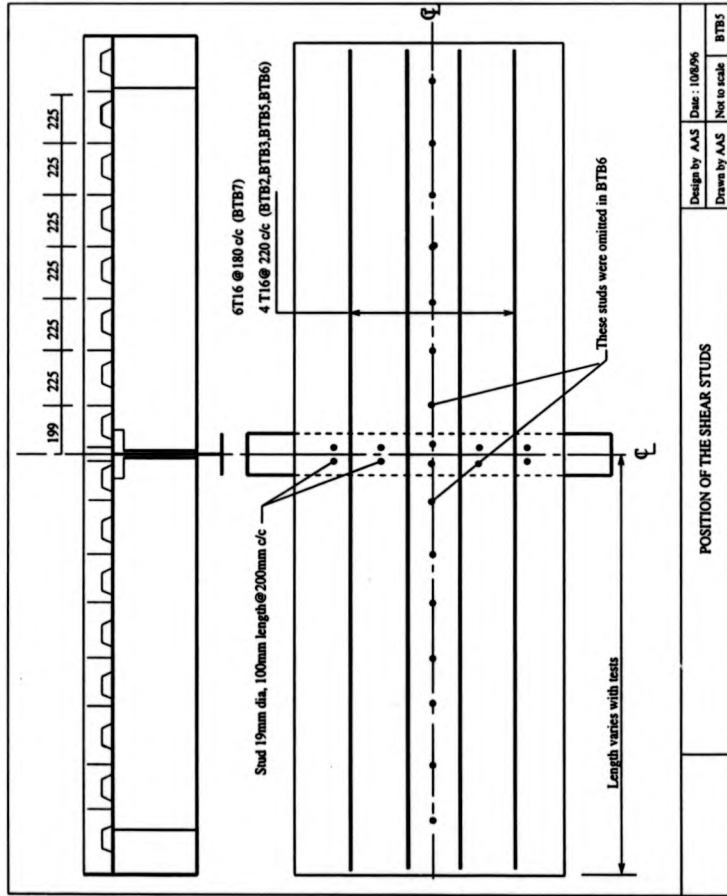 199
225
225
225
225
225
225
6T16 @180 c/c (BTB7)
4 T16@ 220 c/c (BTB2,BTB3,BTB5,BTB6)
C L
Stud 19mm dia, 100mm length@200mm c/c
These studs were omitted in BTB6
C L
Length varies with tests
POSITION OF THE SHEAR STUDS
Design by AAS
Date : 10/8/96
Drawn by AAS
Not to scale
BTB5